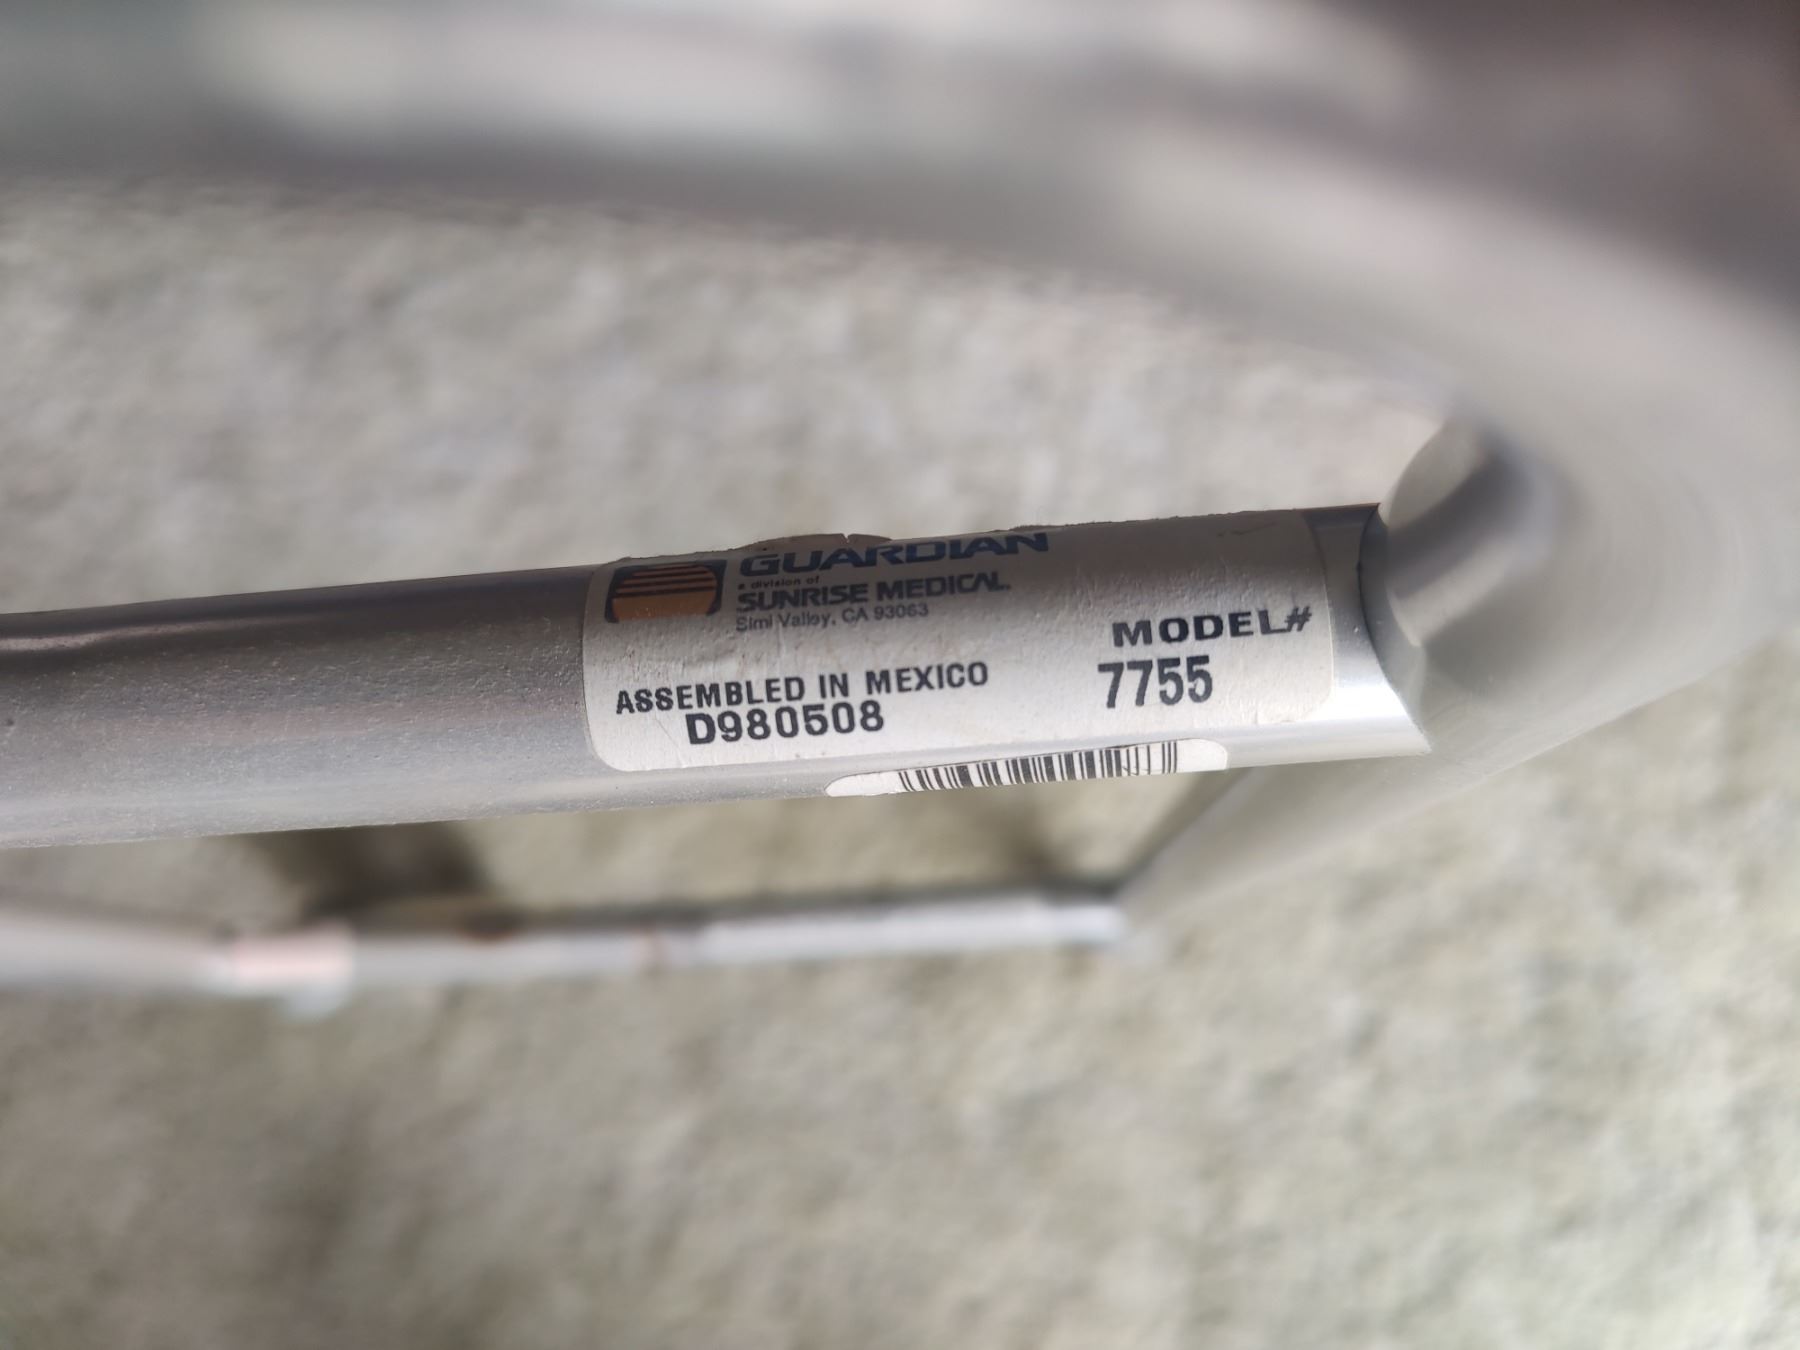 GUARDIAN
a division of
SUNRISE MEDICAL.
Simi Valley, CA 93063
ASSEMBLED IN MEXICO
D980508
MODEL#
7755